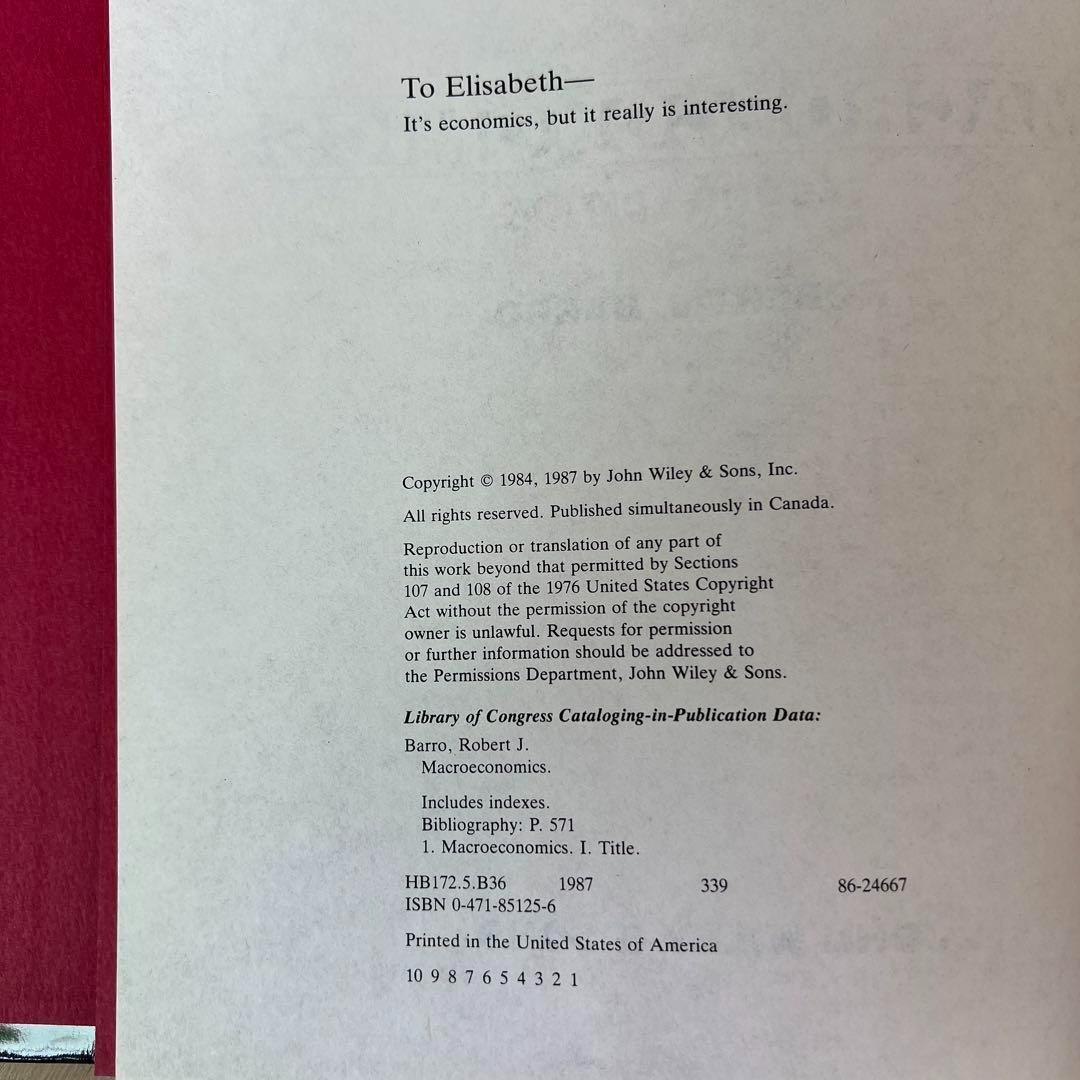 To Elisabeth—
It's economics, but it really is interesting.
Copyright © 1984, 1987 by John Wiley & Sons, Inc.
All rights reserved. Published simultaneously in Canada.
Reproduction or translation of any part of
this work beyond that permitted by Sections
107 and 108 of the 1976 United States Copyright
Act without the permission of the copyright
owner is unlawful. Requests for permission
or further information should be addressed to
the Permissions Department, John Wiley & Sons.
Library of Congress Cataloging-in-Publication Data:
Barro, Robert J.
Macroeconomics.
Includes indexes.
Bibliography: P. 571
1. Macroeconomics. I. Title.
HB172.5.B36 1987 339 86-24667
ISBN 0-471-85125-6
Printed in the United States of America
10 9 8 7 6 5 4 3 2 1